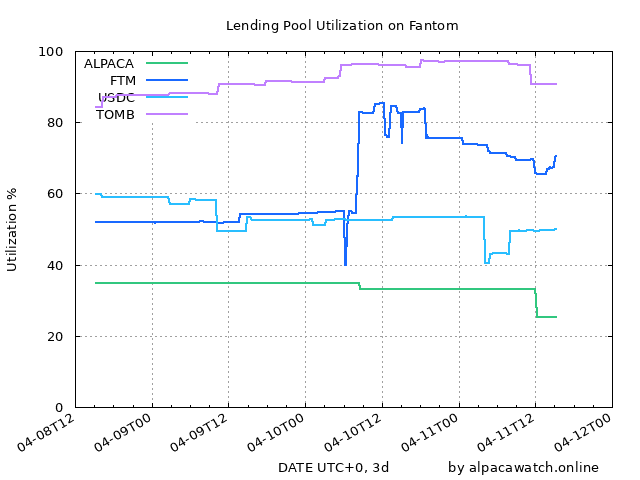 Lending Pool Utilization on Fantom
Utilization %
100
80
60
40
20
0
ALPACA
FTM
USDC
TOMB
04-08T12
04-09T00
04-09T12
04-10T00
04-10T12
04-11T00
04-11T12
04-12T00
DATE UTC+0, 3d
by alpacawatch.online